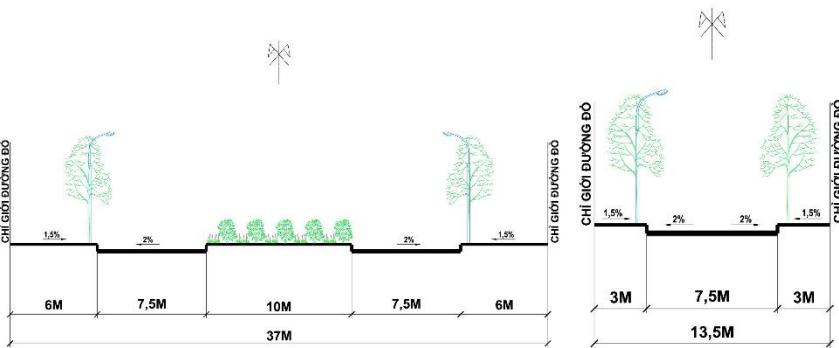 CHỈ GIỚI ĐƯỜNG ĐỎ
1,5%
2%
2%
1,5%
CHỈ GIỚI ĐƯỜNG ĐỎ
6M
7,5M
10M
7,5M
6M
37M
CHỈ GIỚI ĐƯỜNG ĐỎ
1,5%
2%
2%
1,5%
CHỈ GIỚI ĐƯỜNG ĐỎ
3M
7,5M
3M
13,5M